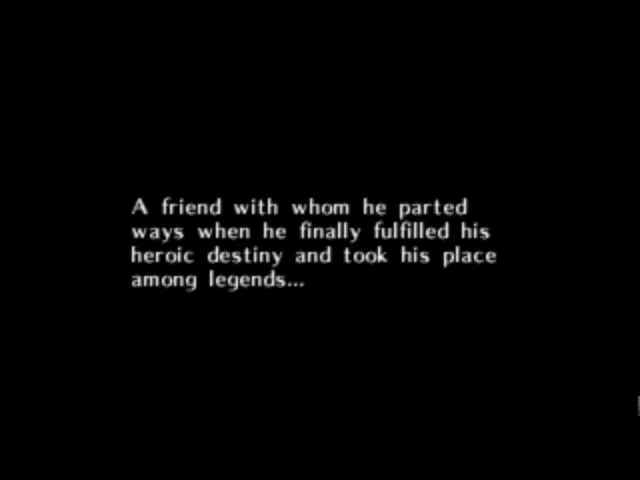 A friend with whom he parted
ways when he finally fulfilled his
heroic destiny and took his place
among legends...